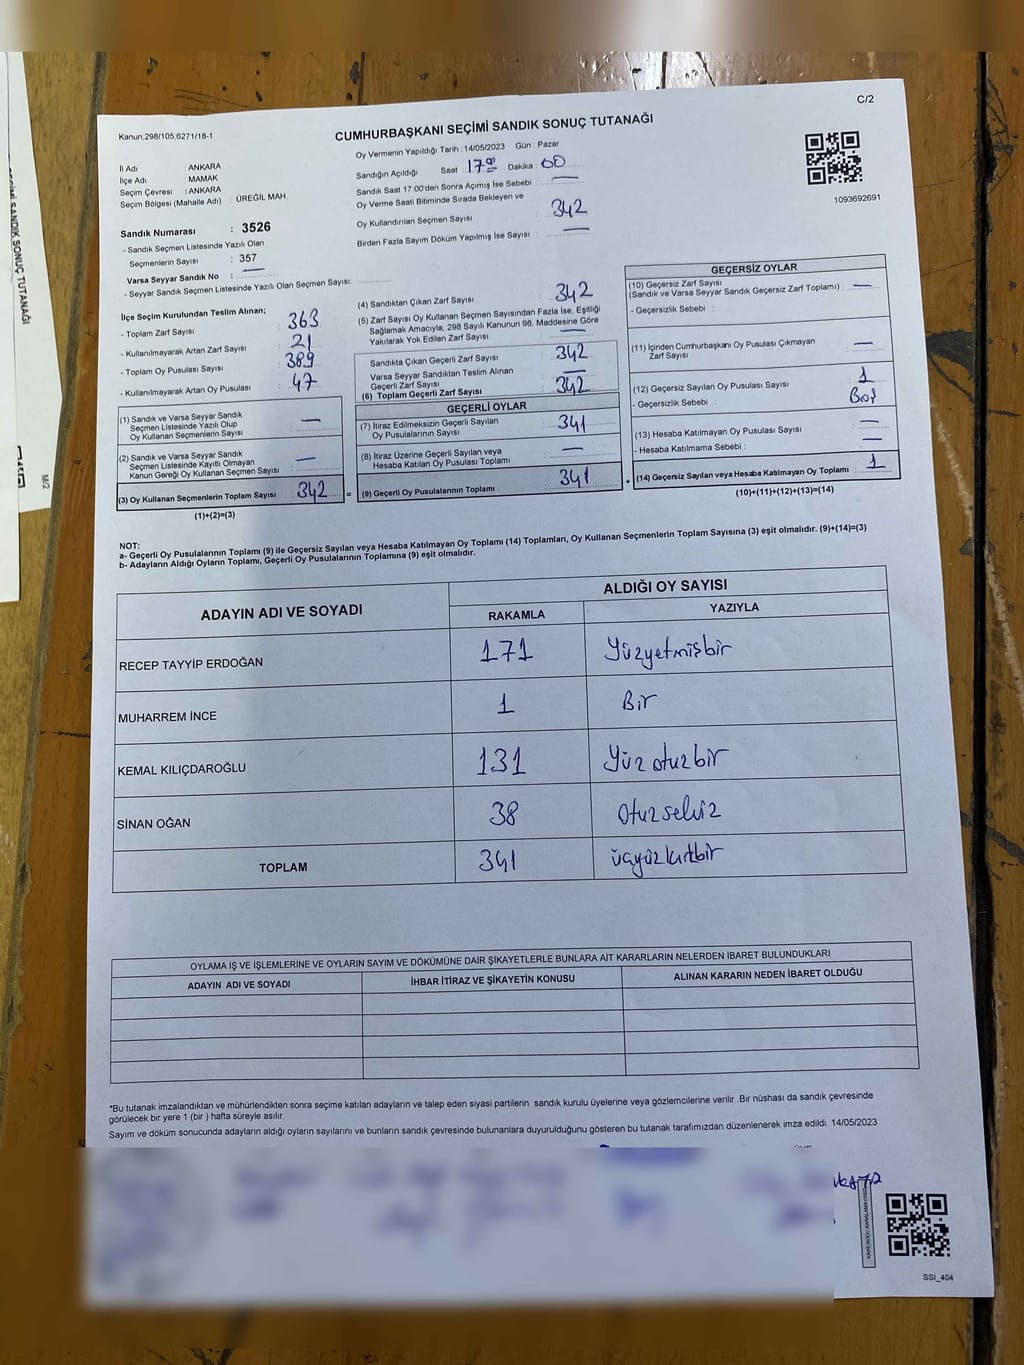 C/2
Kanun,298/105,6271/18-1
CUMHURBAŞKANI SEÇİMİ SANDIK SONUÇ TUTANAĞI
İl Adı : ANKARA
İlçe Adı : MAMAK
Seçim Çevresi : ANKARA
Seçim Bölgesi (Mahalle Adı) : ÜREĞİL MAH.
Sandık Numarası : 3526
- Sandık Seçmen Listesinde Yazılı Olan
Seçmenlerin Sayısı : 357
Varsa Seyyar Sandık No : —
- Seyyar Sandık Seçmen Listesinde Yazılı Olan Seçmen Sayısı:
Oy Vermenin Yapıldığı Tarih : 14/05/2023 Gün : Pazar
Sandığın Açıldığı Saat : 17 00 Dakika : 00
Sandık Saat 17.00'den Sonra Açımış İse Sebebi : —
Oy Verme Saati Bitiminde Sırada Bekleyen ve
Oy Kullandırılan Seçmen Sayısı : 342
Birden Fazla Sayım Döküm Yapılmış İse Sayısı : —
1093692691
İlçe Seçim Kurulundan Teslim Alınan;
- Toplam Zarf Sayısı : 363
- Kullanılmayarak Artan Zarf Sayısı : 21
- Toplam Oy Pusulası Sayısı : 389
- Kullanılmayarak Artan Oy Pusulası : 47
(1) Sandık ve Varsa Seyyar Sandık
Seçmen Listesinde Yazılı Olup
Oy Kullanan Seçmenlerin Sayısı : —
(2) Sandık ve Varsa Seyyar Sandık
Seçmen Listesinde Kayıtlı Olmayan
Kanun Gereği Oy Kullanan Seçmen Sayısı : —
(3) Oy Kullanan Seçmenlerin Toplam Sayısı : 342 =
(1)+(2)=(3)
(4) Sandıktan Çıkan Zarf Sayısı : 342
(5) Zarf Sayısı Oy Kullanan Seçmen Sayısından Fazla İse, Eşitliği
Sağlamak Amacıyla, 298 Sayılı Kanunun 98. Maddesine Göre
Yakılarak Yok Edilen Zarf Sayısı : —
Sandıkta Çıkan Geçerli Zarf Sayısı : 342
Varsa Seyyar Sandıktan Teslim Alınan
Geçerli Zarf Sayısı : —
(6) Toplam Geçerli Zarf Sayısı : 342
GEÇERLİ OYLAR
(7) İtiraz Edilmeksizin Geçerli Sayılan
Oy Pusulalarının Sayısı : 341
(8) İtiraz Üzerine Geçerli Sayılan veya
Hesaba Katılan Oy Pusulası Toplamı : —
(9) Geçerli Oy Pusulalarının Toplamı : 341 +
GEÇERSİZ OYLAR
(10) Geçersiz Zarf Sayısı
(Sandık ve Varsa Seyyar Sandık Geçersiz Zarf Toplamı) : —
- Geçersizlik Sebebi :
(11) İçinden Cumhurbaşkanı Oy Pusulası Çıkmayan
Zarf Sayısı : —
(12) Geçersiz Sayılan Oy Pusulası Sayısı : 1
- Geçersizlik Sebebi : Boş
(13) Hesaba Katılmayan Oy Pusulası Sayısı : —
- Hesaba Katılmama Sebebi : —
(14) Geçersiz Sayılan veya Hesaba Katılmayan Oy Toplamı : 1
(10)+(11)+(12)+(13)=(14)
NOT:
a- Geçerli Oy Pusulalarının Toplamı (9) ile Geçersiz Sayılan veya Hesaba Katılmayan Oy Toplamı (14) Toplamları, Oy Kullanan Seçmenlerin Toplam Sayısına (3) eşit olmalıdır. (9)+(14)=(3)
b- Adayların Aldığı Oyların Toplamı, Geçerli Oy Pusulalarının Toplamına (9) eşit olmalıdır.
ADAYIN ADI VE SOYADI ALDIĞI OY SAYISI
RAKAMLA YAZIYLA
RECEP TAYYİP ERDOĞAN 171 Yüzyetmişbir
MUHARREM İNCE 1 Bir
KEMAL KILIÇDAROĞLU 131 Yüz otuzbir
SİNAN OĞAN 38 Otuzsekiz
TOPLAM 341 üçyüzkırkbir
OYLAMA İŞ VE İŞLEMLERİNE VE OYLARIN SAYIM VE DÖKÜMÜNE DAİR ŞİKAYETLERLE BUNLARA AİT KARARLARIN NELERDEN İBARET BULUNDUKLARI
ADAYIN ADI VE SOYADI İHBAR İTİRAZ VE ŞİKAYETİN KONUSU ALINAN KARARIN NEDEN İBARET OLDUĞU
*Bu tutanak imzalandıktan ve mühürlendikten sonra seçime katılan adayların ve talep eden siyasi partilerin sandık kurulu üyelerine veya gözlemcilerine verilir .Bir nüshası da sandık çevresinde
görülecek bir yere 1 (bir ) hafta süreyle asılır.
Sayım ve döküm sonucunda adayların aldığı oyların sayılarını ve bunların sandık çevresinde bulunanlara duyurulduğunu gösteren bu tutanak tarafımızdan düzenlenerek imza edildi. 14/05/2023
SSI_404
SANDIK SONUÇ TUTANAĞI
M/2